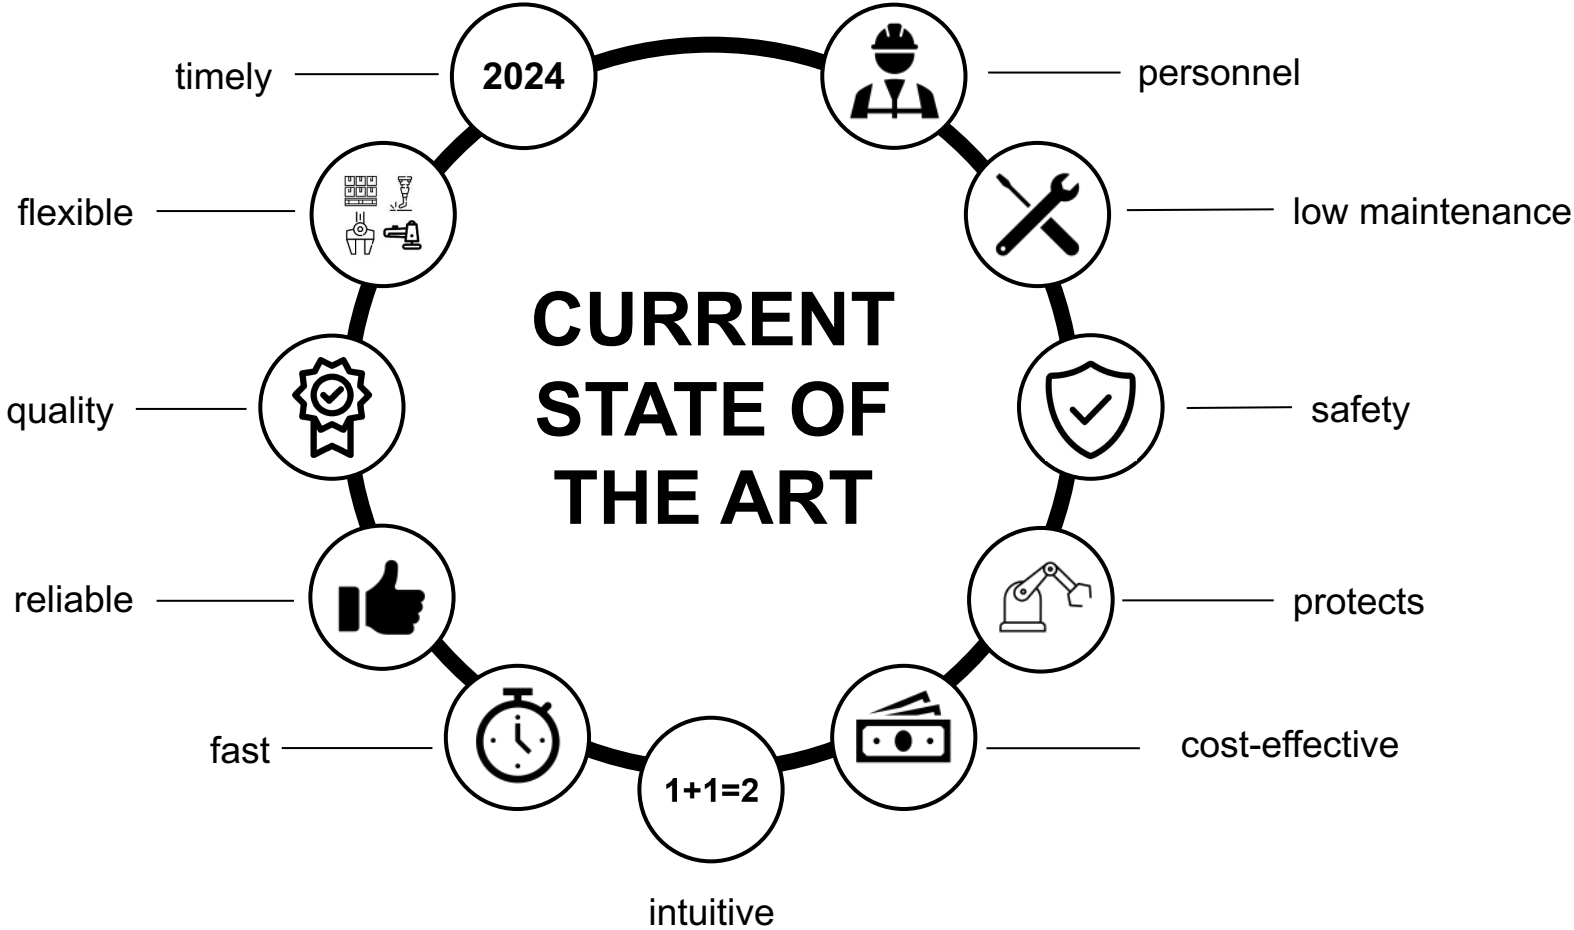 timely
2024
personnel
flexible
low maintenance
CURRENT
STATE OF
THE ART
quality
safety
reliable
protects
fast
cost-effective
1+1=2
intuitive